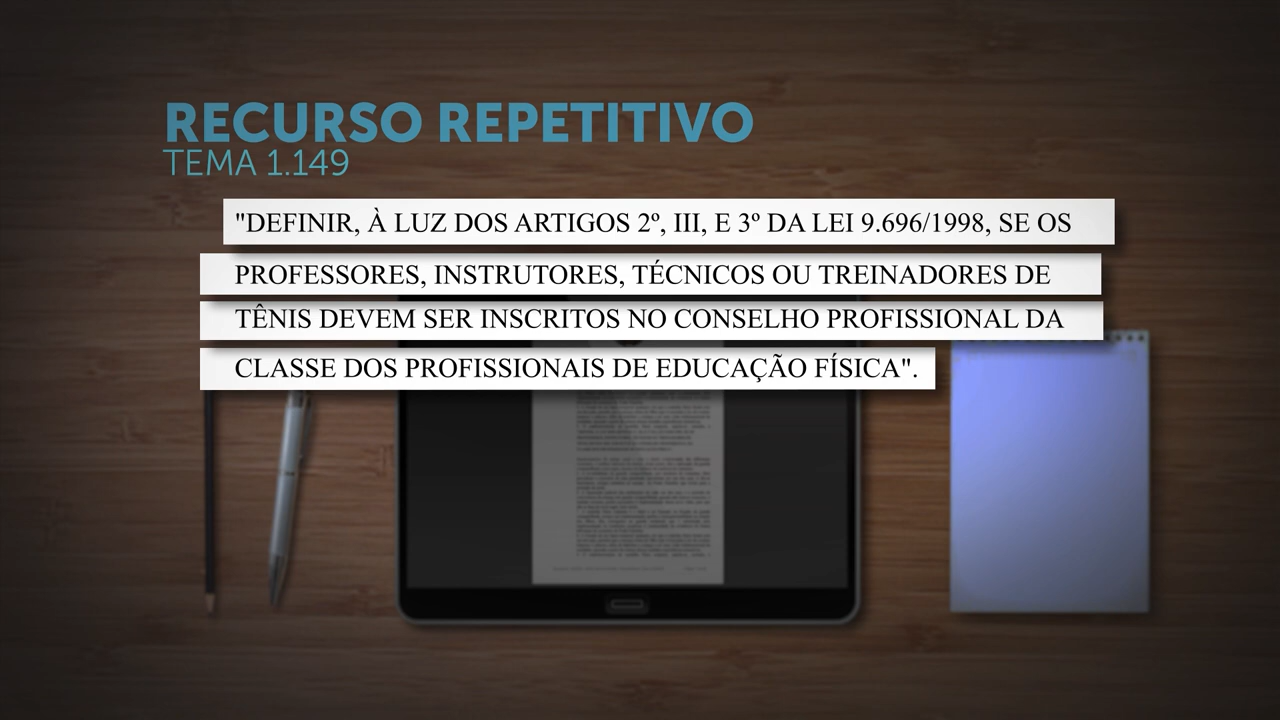 RECURSO REPETITIVO
TEMA 1.149
"DEFINIR, À LUZ DOS ARTIGOS 2º, III, E 3º DA LEI 9.696/1998, SE OS
PROFESSORES, INSTRUTORES, TÉCNICOS OU TREINADORES DE
TÊNIS DEVEM SER INSCRITOS NO CONSELHO PROFISSIONAL DA
CLASSE DOS PROFISSIONAIS DE EDUCAÇÃO FÍSICA".